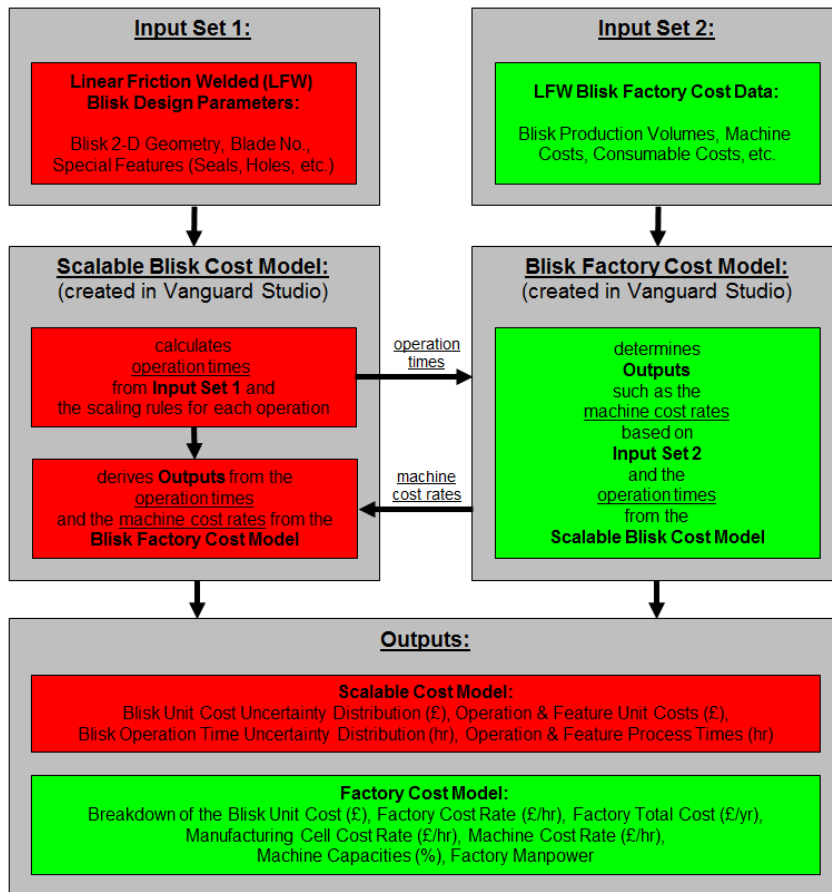 Input Set 1:
Linear Friction Welded (LFW)
Blisk Design Parameters:
Blisk 2-D Geometry, Blade No.,
Special Features (Seals, Holes, etc.)
Input Set 2:
LFW Blisk Factory Cost Data:
Blisk Production Volumes, Machine
Costs, Consumable Costs, etc.
Scalable Blisk Cost Model:
(created in Vanguard Studio)
calculates
operation times
from Input Set 1 and
the scaling rules for each operation
derives Outputs from the
operation times
and the machine cost rates from the
Blisk Factory Cost Model
operation
times
machine
cost rates
Blisk Factory Cost Model:
(created in Vanguard Studio)
determines
Outputs
such as the
machine cost rates
based on
Input Set 2
and the
operation times
from the
Scalable Blisk Cost Model
Outputs:
Scalable Cost Model:
Blisk Unit Cost Uncertainty Distribution (£), Operation & Feature Unit Costs (£),
Blisk Operation Time Uncertainty Distribution (hr), Operation & Feature Process Times (hr)
Factory Cost Model:
Breakdown of the Blisk Unit Cost (£), Factory Cost Rate (£/hr), Factory Total Cost (£/yr),
Manufacturing Cell Cost Rate (£/hr), Machine Cost Rate (£/hr),
Machine Capacities (%), Factory Manpower